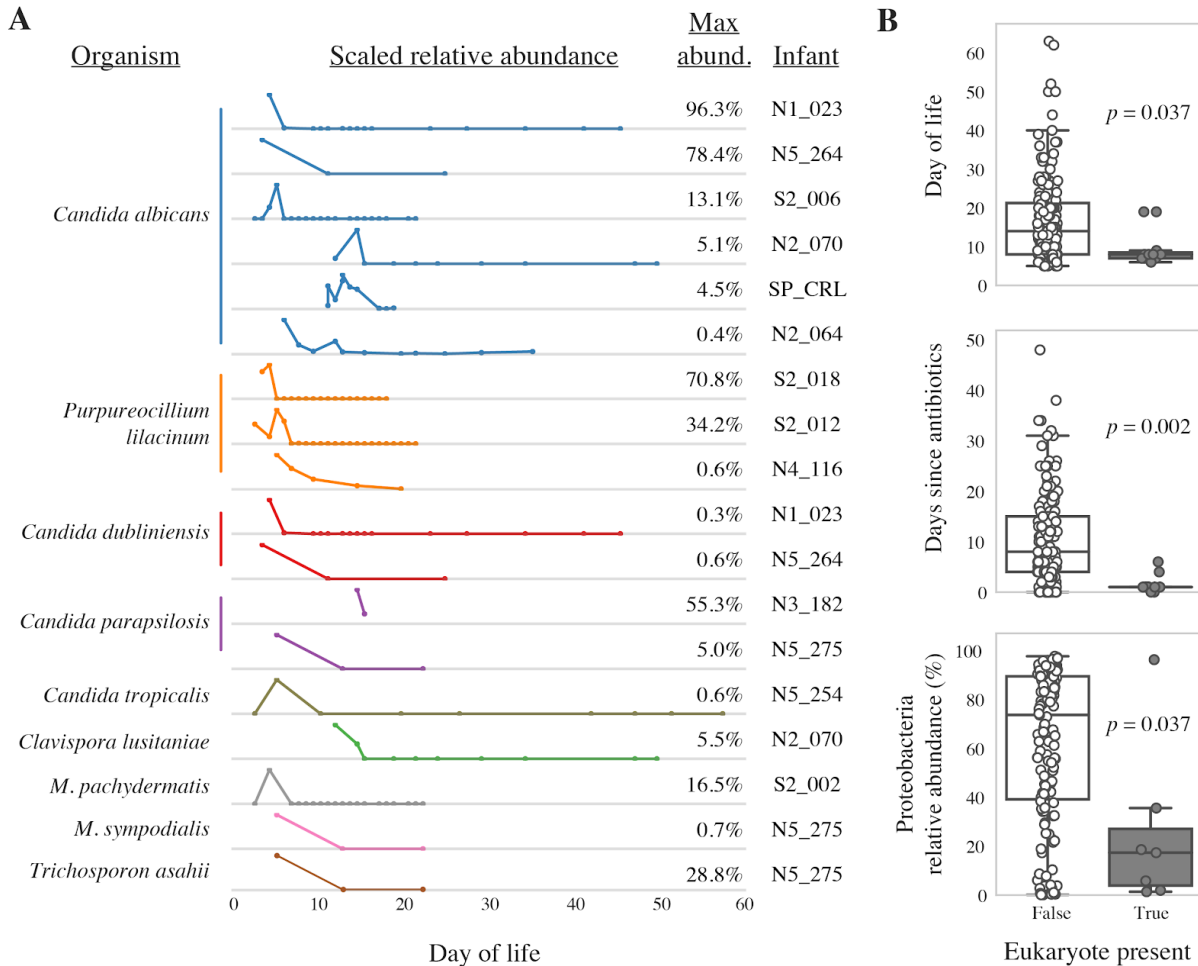 A
Organism
Scaled relative abundance
Max
abund.
Infant
Candida albicans
96.3% N1_023
78.4% N5_264
13.1% S2_006
5.1% N2_070
4.5% SP_CRL
0.4% N2_064
Purpureocillium
lilacinum
70.8% S2_018
34.2% S2_012
0.6% N4_116
Candida dubliniensis
0.3% N1_023
0.6% N5_264
Candida parapsilosis
55.3% N3_182
5.0% N5_275
Candida tropicalis 0.6% N5_254
Clavispora lusitaniae 5.5% N2_070
M. pachydermatis 16.5% S2_002
M. sympodialis 0.7% N5_275
Trichosporon asahii 28.8% N5_275
0 10 20 30 40 50 60
Day of life
B
Day of life
60
50
40
30
20
10
0
p = 0.037
Days since antibiotics
50
40
30
20
10
0
p = 0.002
Proteobacteria
relative abundance (%)
100
80
60
40
20
0
p = 0.037
False True
Eukaryote present